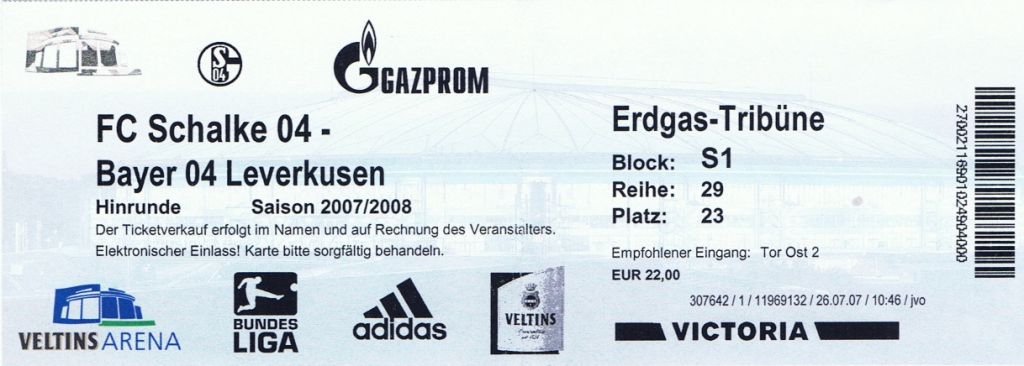 S
04
GAZPROM
FC Schalke 04 -
Bayer 04 Leverkusen
Hinrunde Saison 2007/2008
Der Ticketverkauf erfolgt im Namen und auf Rechnung des Veranstalters.
Elektronischer Einlass! Karte bitte sorgfältig behandeln.
VELTINS ARENA
BUNDES
LIGA
adidas
VELTINS
Erdgas-Tribüne
Block: S1
Reihe: 29
Platz: 23
Empfohlener Eingang: Tor Ost 2
EUR 22,00
307642 / 1 / 11969132 / 26.07.07 / 10:46 / jvo
VICTORIA